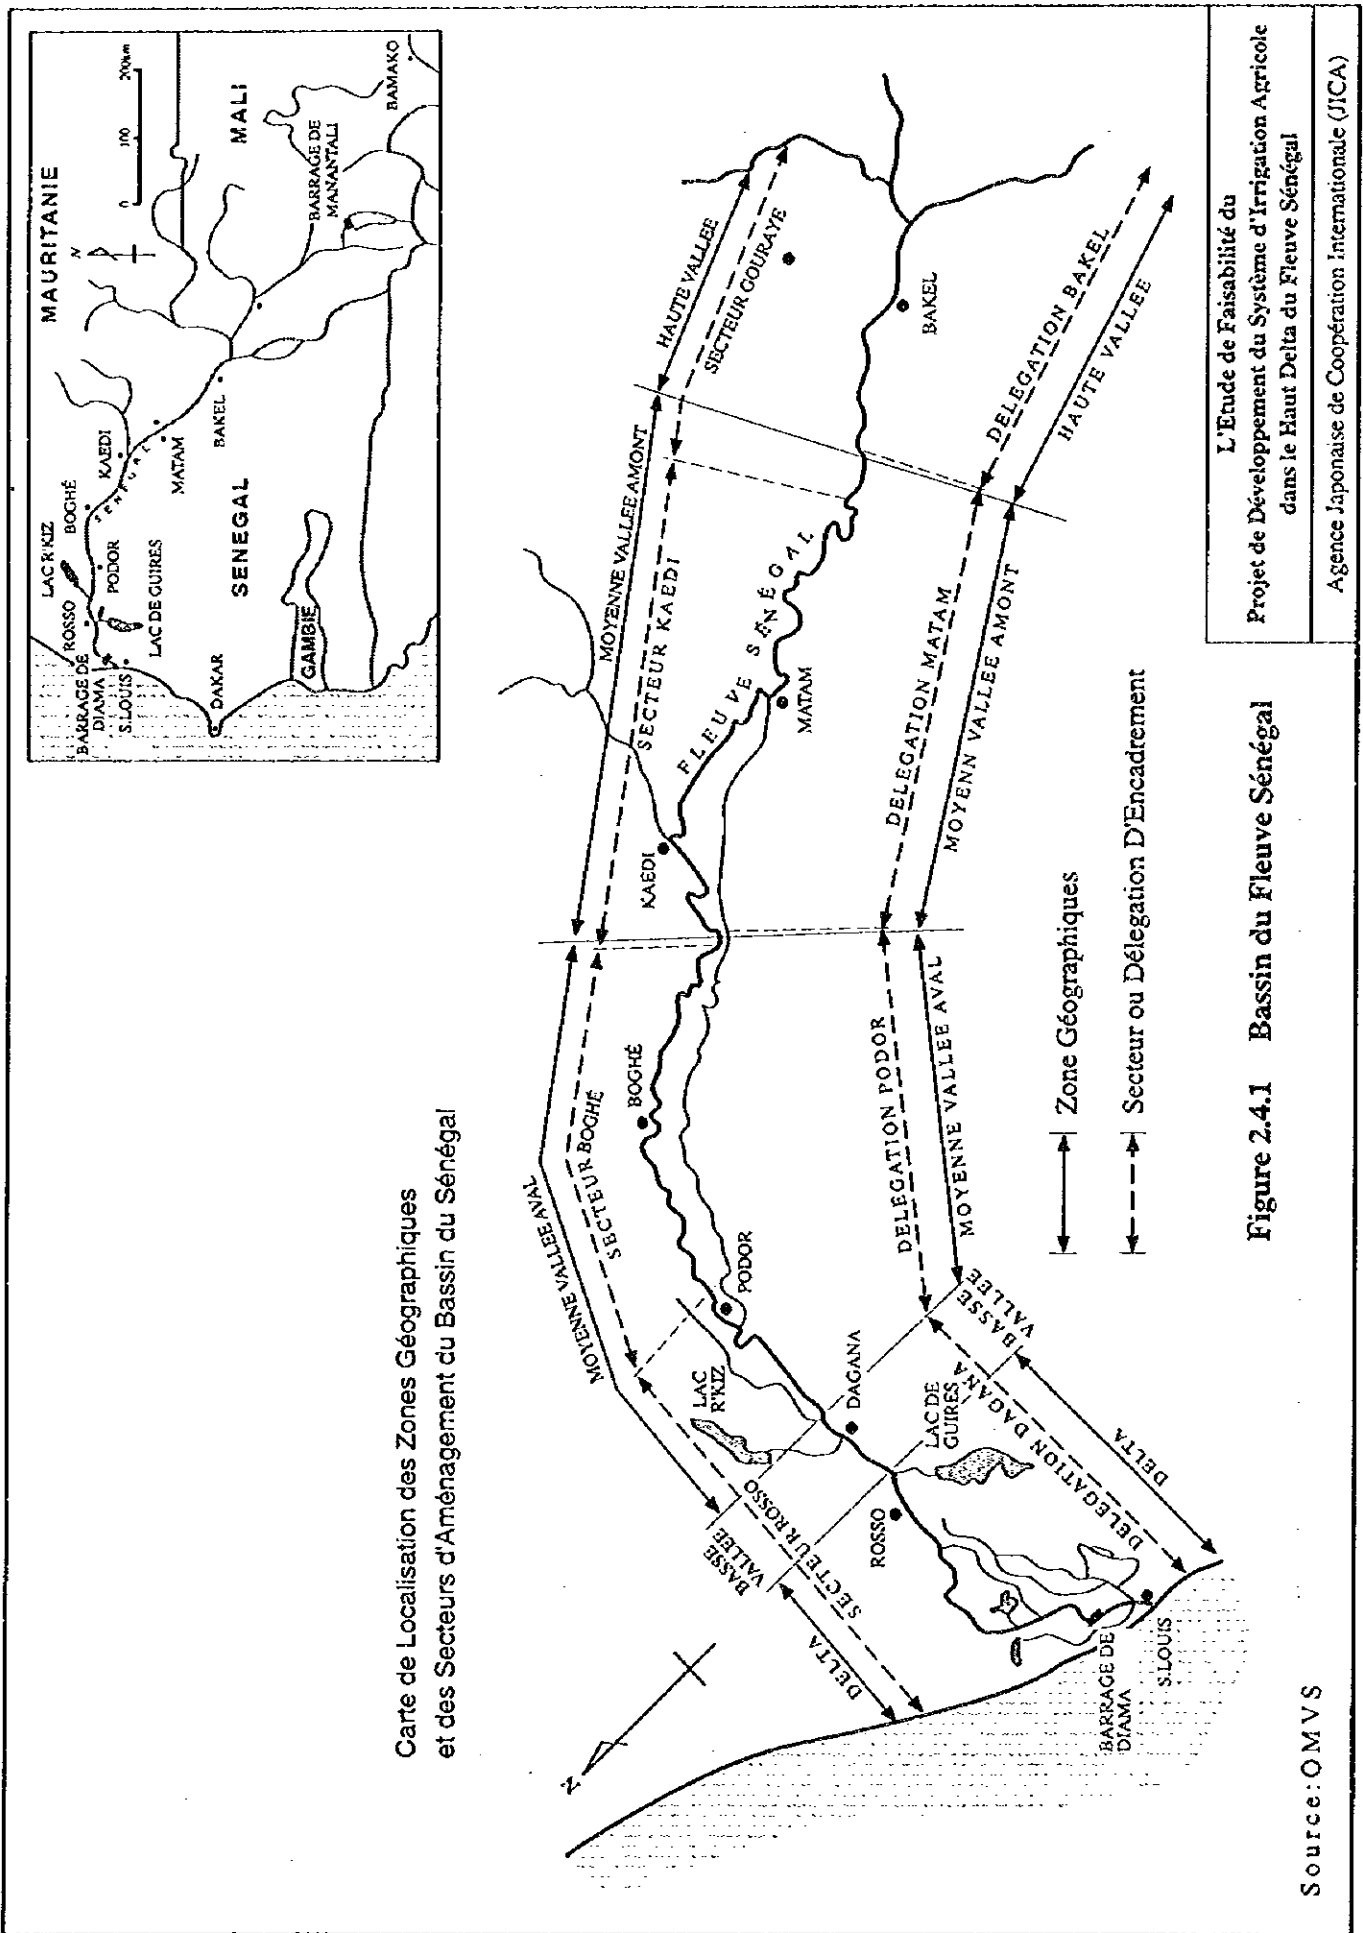 Carte de Localisation des Zones Géographiques
et des Secteurs d'Aménagement du Bassin du Sénégal
MAURITANIE
N
0 100 200km
LAC R'KIZ
ROSSO
BOGHÉ
KAEDI
PODOR
SENEGAL
BARRAGE DE
DIAMA
S.LOUIS
LAC DE GUIRES
MATAM
BAKEL
MALI
BARRAGE DE
MANANTALI
BAMAKO
DAKAR
SENEGAL
GAMBIE
N
MOYENNE VALLEE AVAL
SECTEUR BOGHÉ
MOYENNE VALLEE AMONT
SECTEUR KAEDI
HAUTE VALLEE
SECTEUR GOURAYE
BASSE
VALLEE
SECTEUR ROSSO
DELTA
LAC
R'KIZ
BOGHÉ
KAEDI
FLEUVE SÉNÉGAL
PODOR
MATAM
BAKEL
DAGANA
ROSSO
LAC DE
GUIRES
BARRAGE DE
DIAMA
S.LOUIS
DELEGATION DAGANA
DELTA
BASSE
VALLEE
DELEGATION PODOR
MOYENNE VALLEE AVAL
DELEGATION MATAM
MOYENN VALLEE AMONT
DELEGATION BAKEL
HAUTE VALLEE
Zone Géographiques
Secteur ou Délegation D'Encadrement
Figure 2.4.1 Bassin du Fleuve Sénégal
L'Etude de Faisabilité du
Projet de Développement du Système d'Irrigation Agricole
dans le Haut Delta du Fleuve Sénégal
Agence Japonaise de Coopération Internationale (JICA)
Source:OMVS